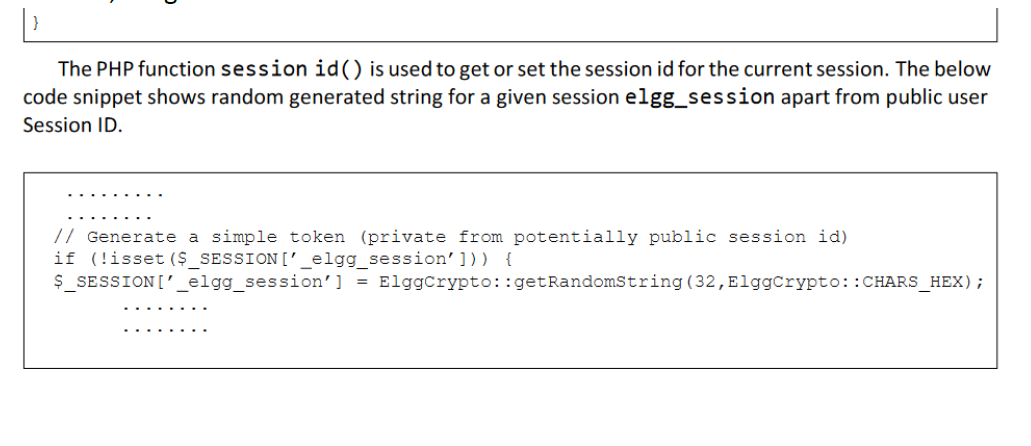 }
The PHP function session id() is used to get or set the session id for the current session. The below
code snippet shows random generated string for a given session elgg_session apart from public user
Session ID.
.........
........
// Generate a simple token (private from potentially public session id)
if (!isset($_SESSION[’_elgg_session’])) {
$_SESSION[’_elgg_session’] = ElggCrypto::getRandomString(32,ElggCrypto::CHARS_HEX);
........
........